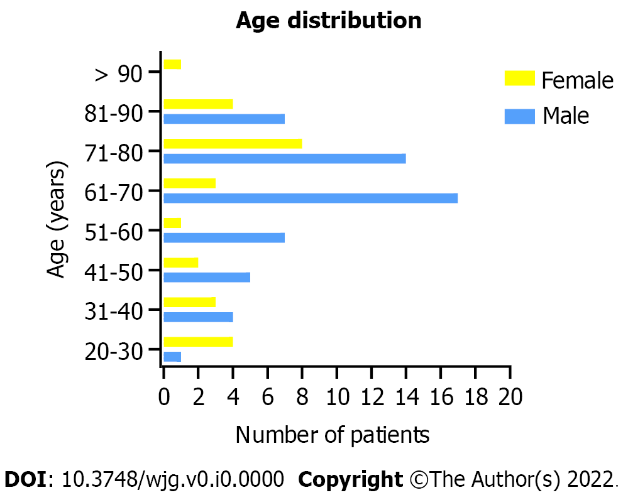 Age distribution
Female
Male
> 90
81-90
71-80
61-70
51-60
41-50
31-40
20-30
Age (years)
0 2 4 6 8 10 12 14 16 18 20
Number of patients
DOI: 10.3748/wjg.v0.i0.0000 Copyright ©The Author(s) 2022.